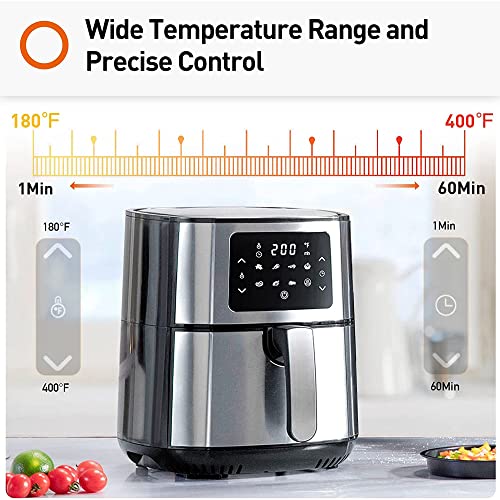 Wide Temperature Range and
Precise Control
180°F 400°F
1Min 60Min
180°F 1Min
200 °F
°F
400°F 60Min